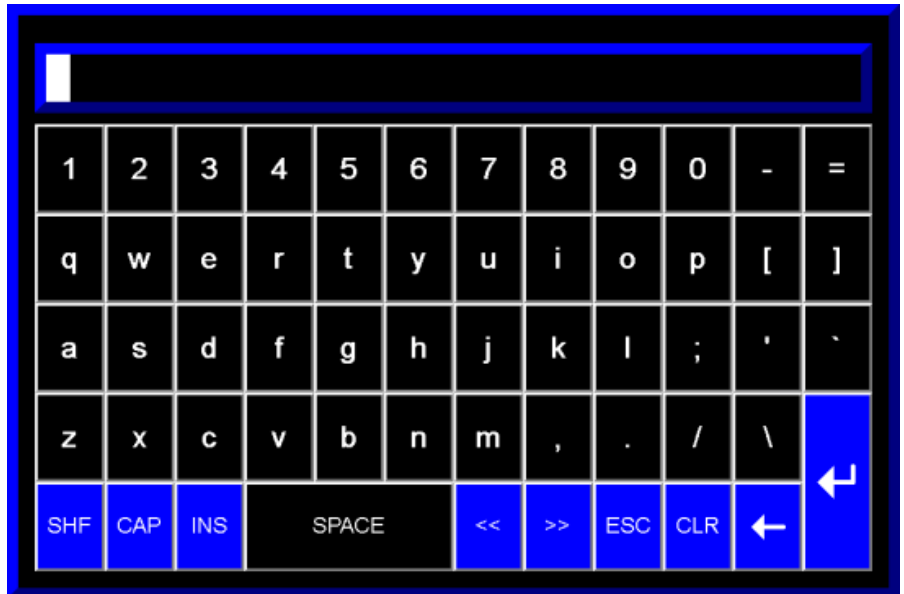 1 2 3 4 5 6 7 8 9 0 - =
q w e r t y u i o p [ ]
a s d f g h j k l ; ' `
z x c v b n m , . / \
SHF CAP INS SPACE << >> ESC CLR ← ↵